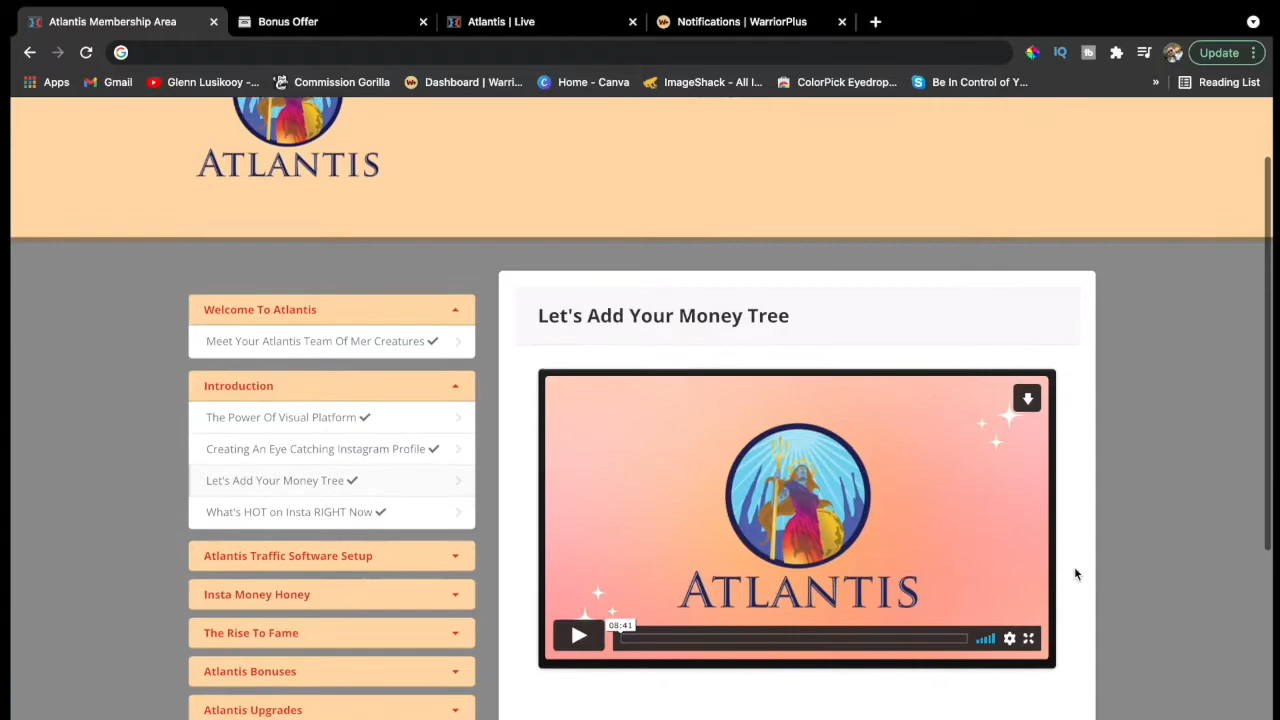 Atlantis Membership Area
Bonus Offer
Atlantis | Live
Notifications | WarriorPlus
Update
Apps
Gmail
Glenn Lusikooy -...
Commission Gorilla
Dashboard | Warri...
Home - Canva
ImageShack - All I...
ColorPick Eyedrop...
Be In Control of Y...
»
Reading List
ATLANTIS
Welcome To Atlantis
Meet Your Atlantis Team Of Mer Creatures
Introduction
The Power Of Visual Platform
Creating An Eye Catching Instagram Profile
Let's Add Your Money Tree
What's HOT on Insta RIGHT Now
Atlantis Traffic Software Setup
Insta Money Honey
The Rise To Fame
Atlantis Bonuses
Atlantis Upgrades
Let's Add Your Money Tree
ATLANTIS
08:41